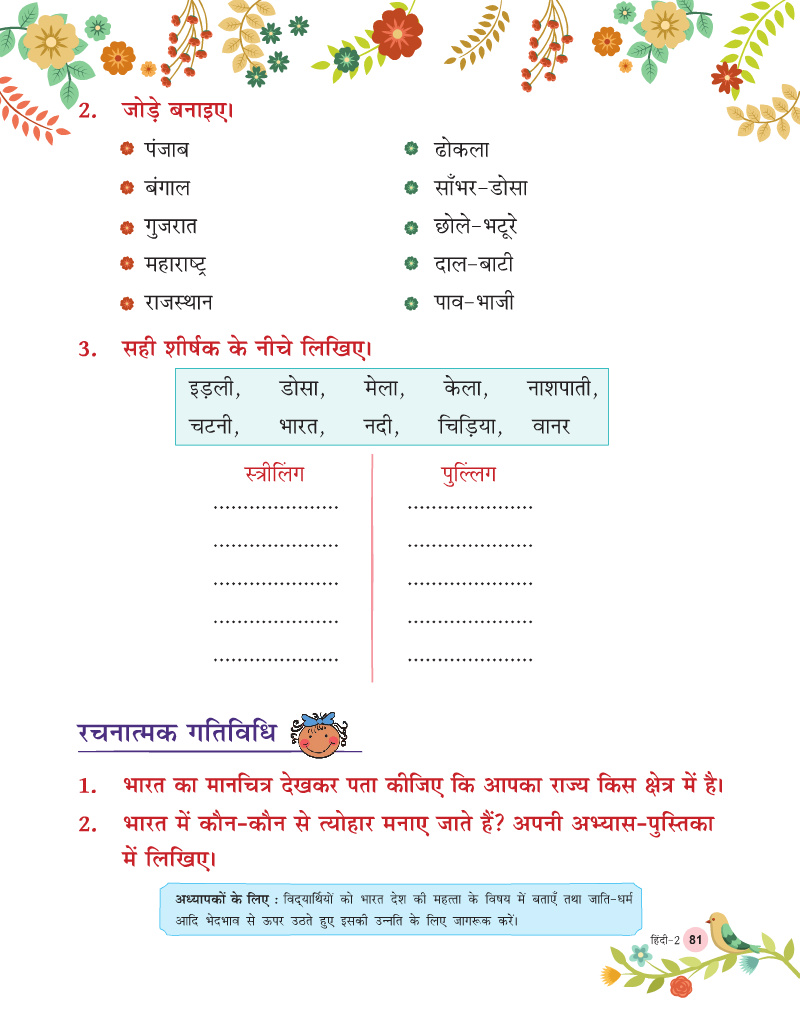 2. जोड़े बनाइए।
पंजाब ढोकला
बंगाल साँभर-डोसा
गुजरात छोले-भटूरे
महाराष्ट्र दाल-बाटी
राजस्थान पाव-भाजी
3. सही शीर्षक के नीचे लिखिए।
इड़ली, डोसा, मेला, केला, नाशपाती,
चटनी, भारत, नदी, चिड़िया, वानर
स्त्रीलिंग पुल्लिंग
..................... .....................
..................... .....................
..................... .....................
..................... .....................
..................... .....................
रचनात्मक गतिविधि
1. भारत का मानचित्र देखकर पता कीजिए कि आपका राज्य किस क्षेत्र में है।
2. भारत में कौन-कौन से त्योहार मनाए जाते हैं? अपनी अभ्यास-पुस्तिका
में लिखिए।
अध्यापकों के लिए : विद्‌यार्थियों को भारत देश की महत्ता के विषय में बताएँ तथा जाति-धर्म
आदि भेदभाव से ऊपर उठते हुए इसकी उन्नति के लिए जागरूक करें।
हिंदी-2 81